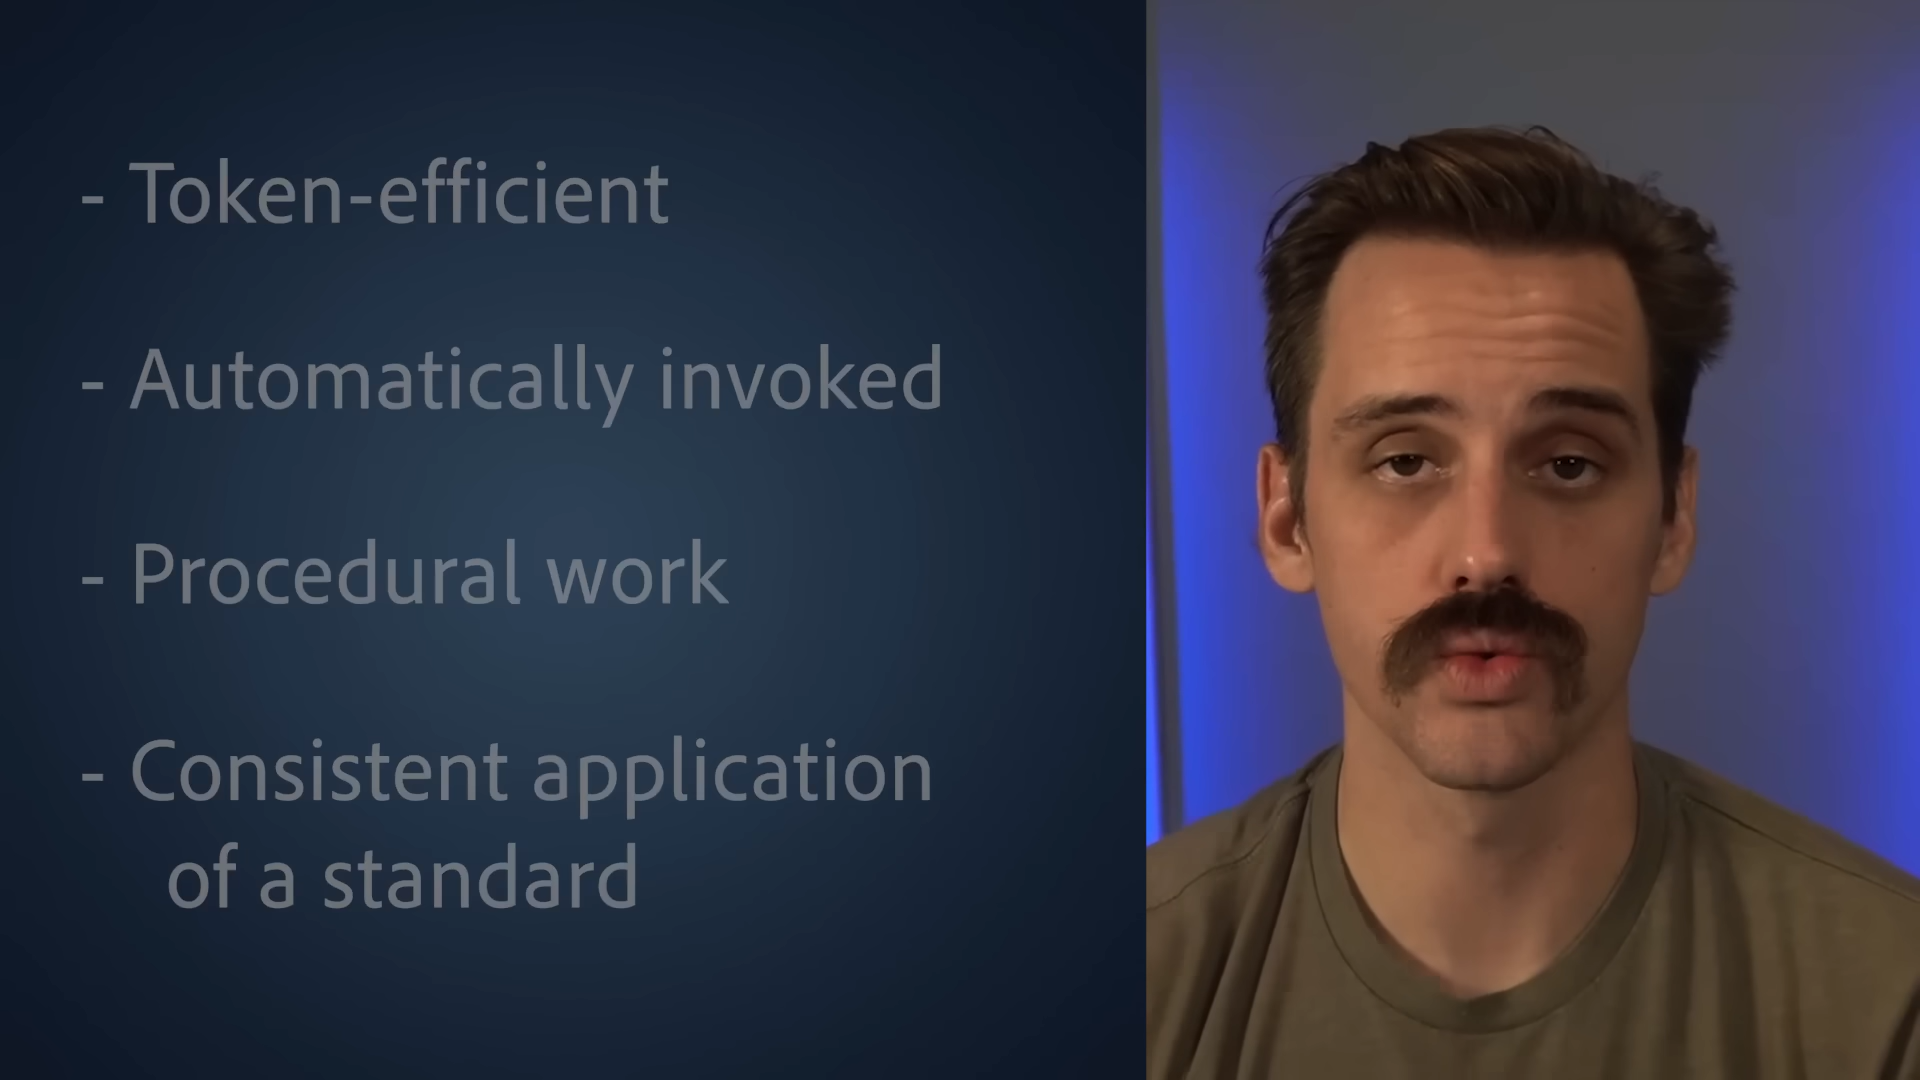 - Token-efficient
- Automatically invoked
- Procedural work
- Consistent application
of a standard